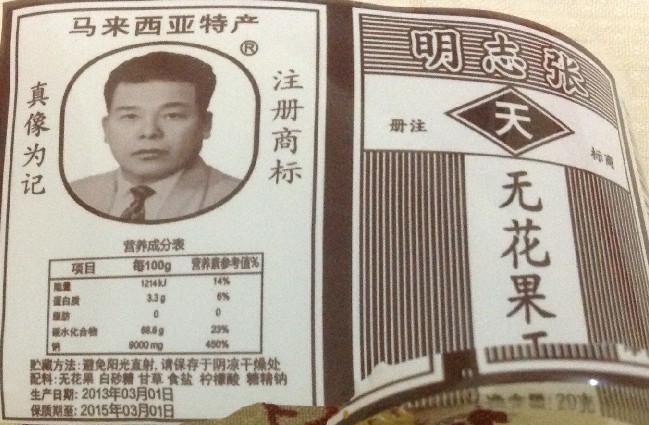 马来西亚特产
®
真像为记
注册商标
营养成分表
项目 每100g 营养素参考值%
能量 1214kJ 14%
蛋白质 3.3g 6%
脂肪 0 0
碳水化合物 68.6g 23%
钠 9000mg 450%
贮藏方法:避免阳光直射,请保存于阴凉干燥处
配料:无花果 白砂糖 甘草 食盐 柠檬酸 糖精钠
生产日期:2013年03月01日
保质期至:2015年03月01日
明志张
册注
天
标商
无花果
净含量:20克